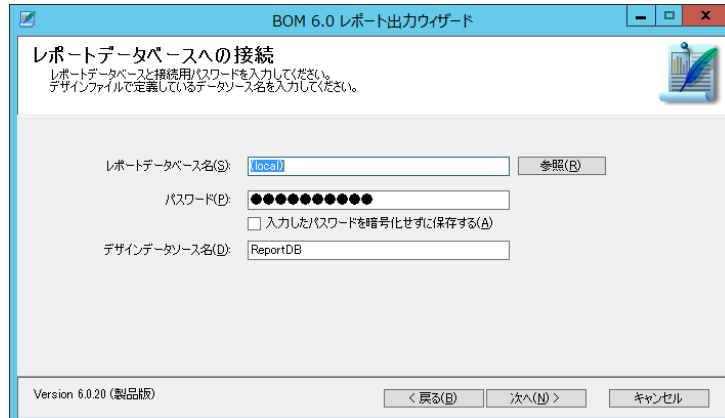 BOM 6.0 レポート出力ウィザード
レポートデータベースへの接続
レポートデータベースと接続用パスワードを入力してください。
デザインファイルで定義しているデータソース名を入力してください。
レポートデータベース名(S): (local) 参照(R)
パスワード(P): ●●●●●●●●●●
入力したパスワードを暗号化せずに保存する(A)
デザインデータソース名(D): ReportDB
Version 6.0.20 (製品版) < 戻る(B) 次へ(N) > キャンセル